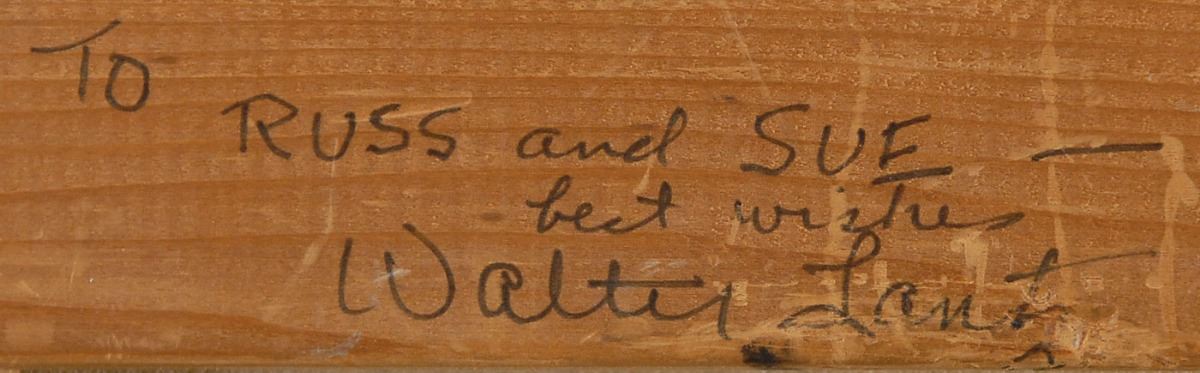 To
RUSS and SUE —
best wishes
Walter Lantz